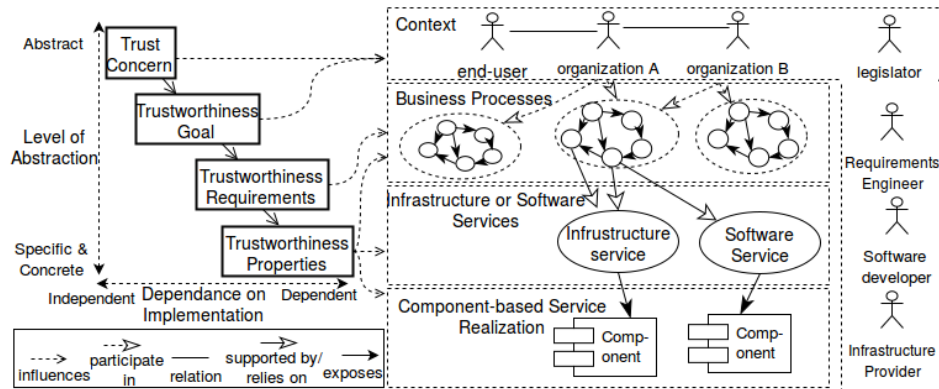 Abstract
Trust
Concern
Trustworthiness
Goal
Level of
Abstraction
Trustworthiness
Requirements
Trustworthiness
Properties
Specific &
Concrete
Independent
Dependance on
Implementation
Dependent
Context
end-user
organization A
organization B
legislator
Business Processes
Requirements
Engineer
Infrastructure or Software
Services
Infrustructure
service
Software
Service
Software
developer
Component-based Service
Realization
Comp-
onent
Comp-
onent
Infrastructure
Provider
influences
participate
in
relation
supported by/
relies on
exposes